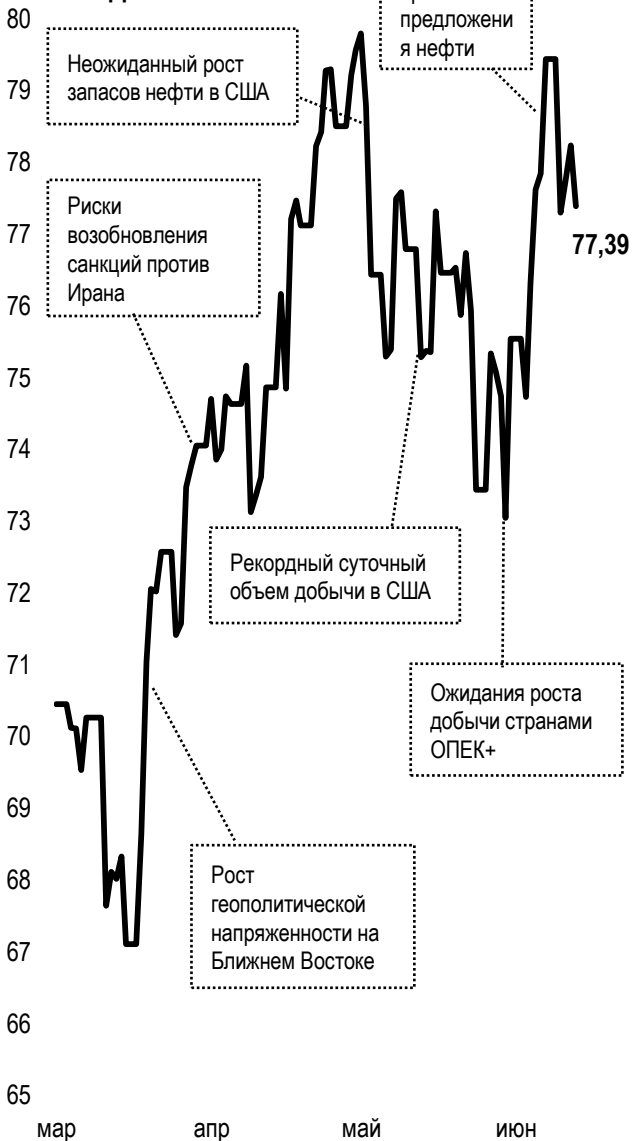 80
предложени
я нефти
Неожиданный рост
запасов нефти в США
79
78
Риски
возобновления
санкций против
Ирана
77
77,39
76
75
74
73
Рекордный суточный
объем добычи в США
72
71
Ожидания роста
добычи странами
ОПЕК+
70
69
Рост
геополитической
напряженности на
Ближнем Востоке
68
67
66
65
мар
апр
май
июн